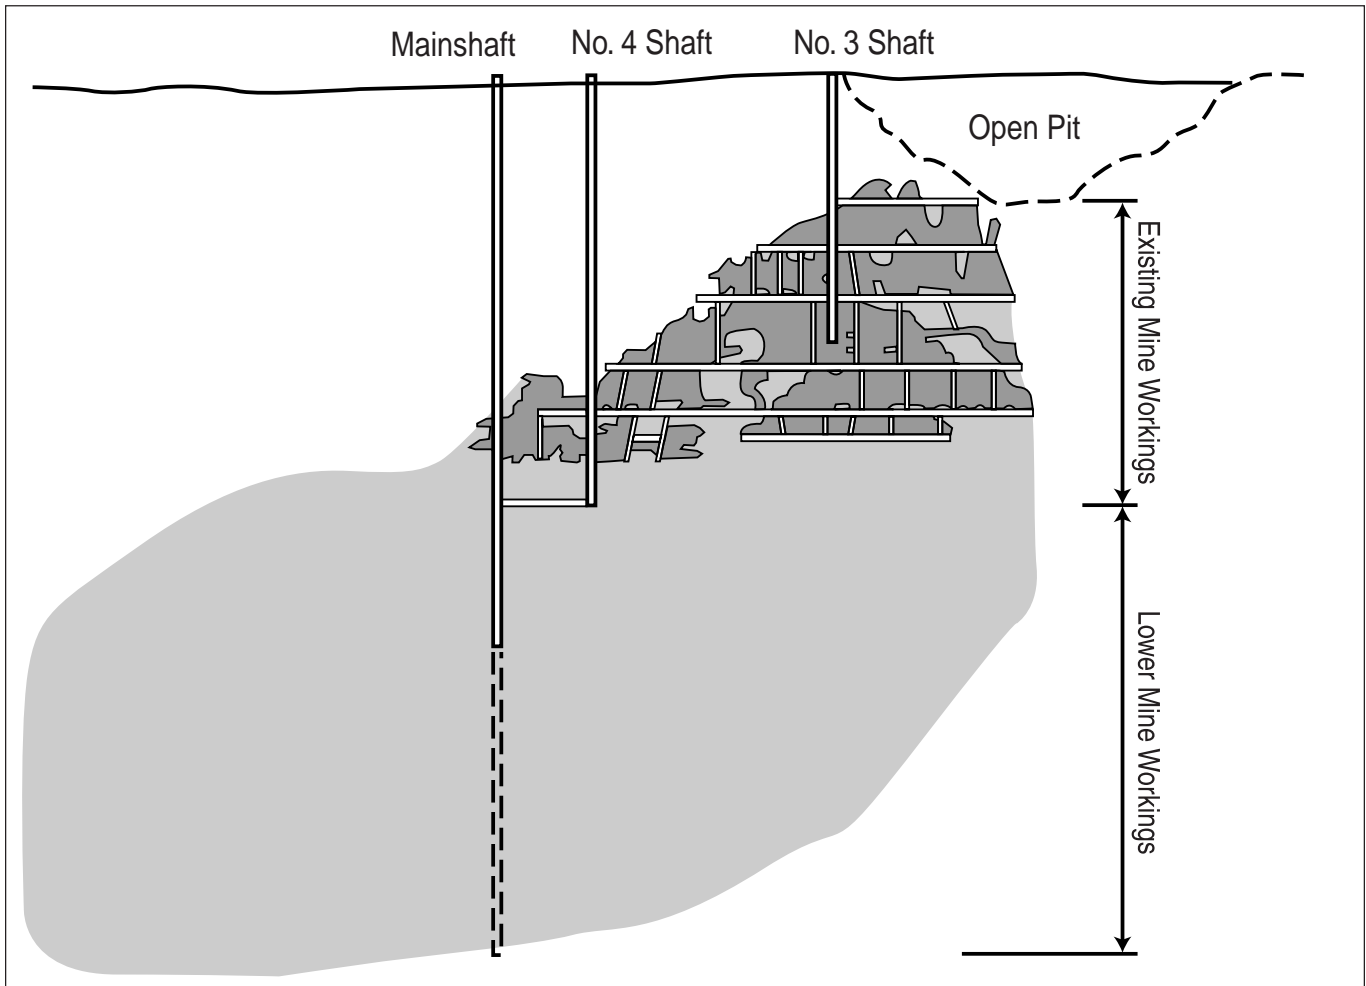 Mainshaft
No. 4 Shaft
No. 3 Shaft
Open Pit
Existing Mine Workings
Lower Mine Workings